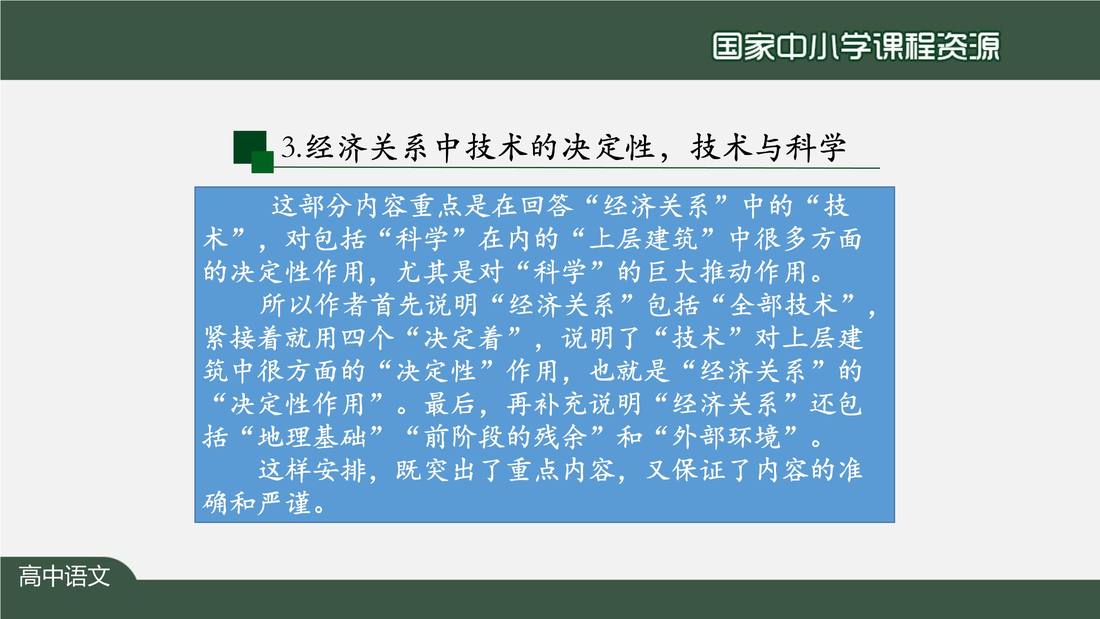 国家中小学课程资源
3.经济关系中技术的决定性，技术与科学
这部分内容重点是在回答“经济关系”中的“技
术”，对包括“科学”在内的“上层建筑”中很多方面
的决定性作用，尤其是对“科学”的巨大推动作用。
所以作者首先说明“经济关系”包括“全部技术”，
紧接着就用四个“决定着”，说明了“技术”对上层建
筑中很方面的“决定性”作用，也就是“经济关系”的
“决定性作用”。最后，再补充说明“经济关系”还包
括“地理基础”“前阶段的残余”和“外部环境”。
这样安排，既突出了重点内容，又保证了内容的准
确和严谨。
高中语文